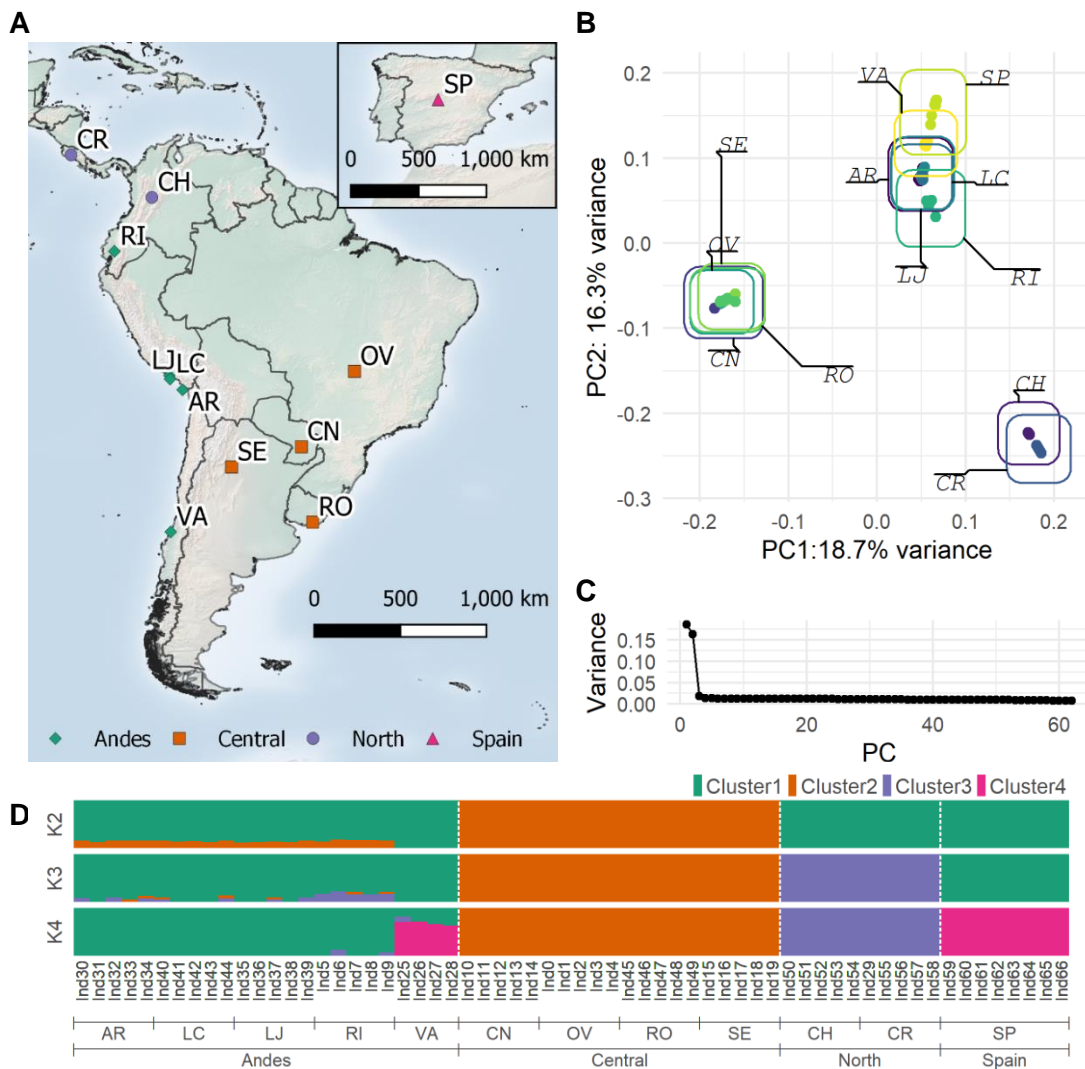 A
SP
0 500 1,000 km
CR
CH
RI
LJ LC
AR
OV
CN
SE
RO
VA
0 500 1,000 km
Andes Central North Spain
B
PC2: 16.3% variance
0.2
0.1
0.0
-0.1
-0.2
-0.3
VA
SP
SE
AR
LC
OV
LJ
RI
CN
RO
CH
CR
-0.2 -0.1 0.0 0.1 0.2
PC1:18.7% variance
C
Variance
0.15
0.10
0.05
0.00
0 20 40 60
PC
Cluster1 Cluster2 Cluster3 Cluster4
D
K2
K3
K4
Ind30 Ind31 Ind32 Ind33 Ind34 Ind40 Ind41 Ind42 Ind43 Ind44 Ind35 Ind36 Ind37 Ind38 Ind39 Ind5 Ind6 Ind7 Ind8 Ind9 Ind25 Ind26 Ind27 Ind28 Ind10 Ind11 Ind12 Ind13 Ind14 Ind0 Ind1 Ind2 Ind3 Ind4 Ind45 Ind46 Ind47 Ind48 Ind49 Ind15 Ind16 Ind17 Ind18 Ind19 Ind50 Ind51 Ind52 Ind53 Ind54 Ind29 Ind55 Ind56 Ind57 Ind58 Ind59 Ind60 Ind61 Ind62 Ind63 Ind64 Ind65 Ind66
AR LC LJ RI VA CN OV RO SE CH CR SP
Andes Central North Spain